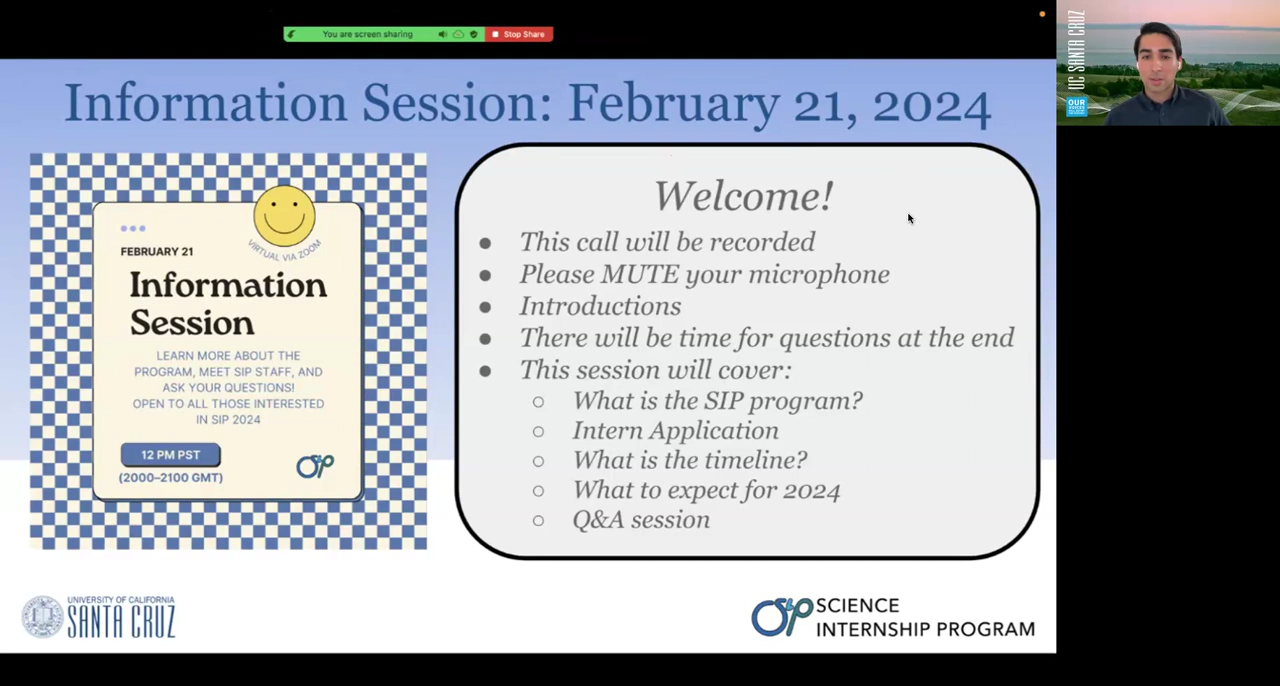 You are screen sharing
Stop Share
UC SANTA CRUZ
OUR
Information Session: February 21, 2024
VIRTUAL VIA ZOOM
FEBRUARY 21
Information
Session
LEARN MORE ABOUT THE
PROGRAM, MEET SIP STAFF, AND
ASK YOUR QUESTIONS!
OPEN TO ALL THOSE INTERESTED
IN SIP 2024
12 PM PST
(2000–2100 GMT)
SIP
Welcome!
● This call will be recorded
● Please MUTE your microphone
● Introductions
● There will be time for questions at the end
● This session will cover:
○ What is the SIP program?
○ Intern Application
○ What is the timeline?
○ What to expect for 2024
○ Q&A session
UNIVERSITY OF CALIFORNIA
SANTA CRUZ
SIP SCIENCE
INTERNSHIP PROGRAM